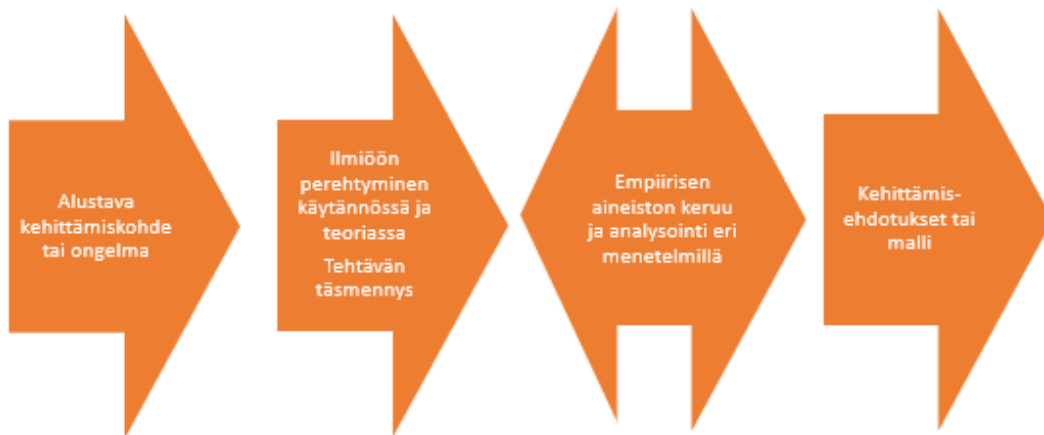 Alustava
kehittämiskohde
tai ongelma
Ilmiöön
perehtyminen
käytännössä ja
teoriassa
Tehtävän
täsmennys
Empiirisen
aineiston keruu
ja analysointi eri
menetelmillä
Kehittämis-
ehdotukset tai
malli